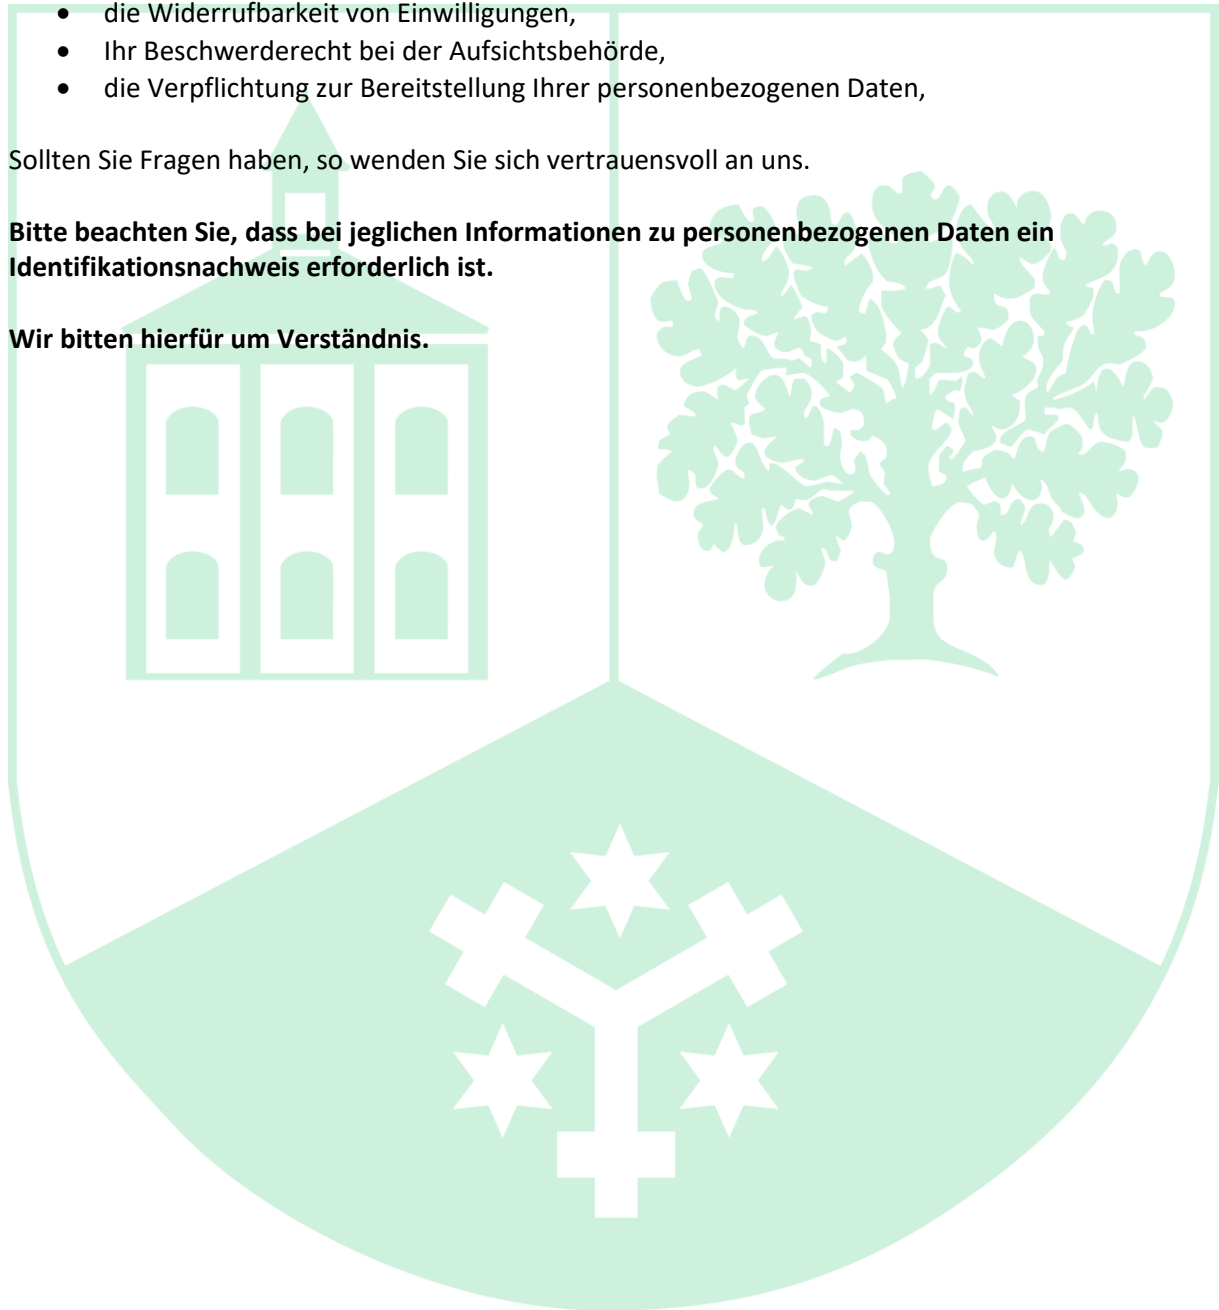 • die Widerrufbarkeit von Einwilligungen,
• Ihr Beschwerderecht bei der Aufsichtsbehörde,
• die Verpflichtung zur Bereitstellung Ihrer personenbezogenen Daten,
Sollten Sie Fragen haben, so wenden Sie sich vertrauensvoll an uns.
Bitte beachten Sie, dass bei jeglichen Informationen zu personenbezogenen Daten ein
Identifikationsnachweis erforderlich ist.
Wir bitten hierfür um Verständnis.